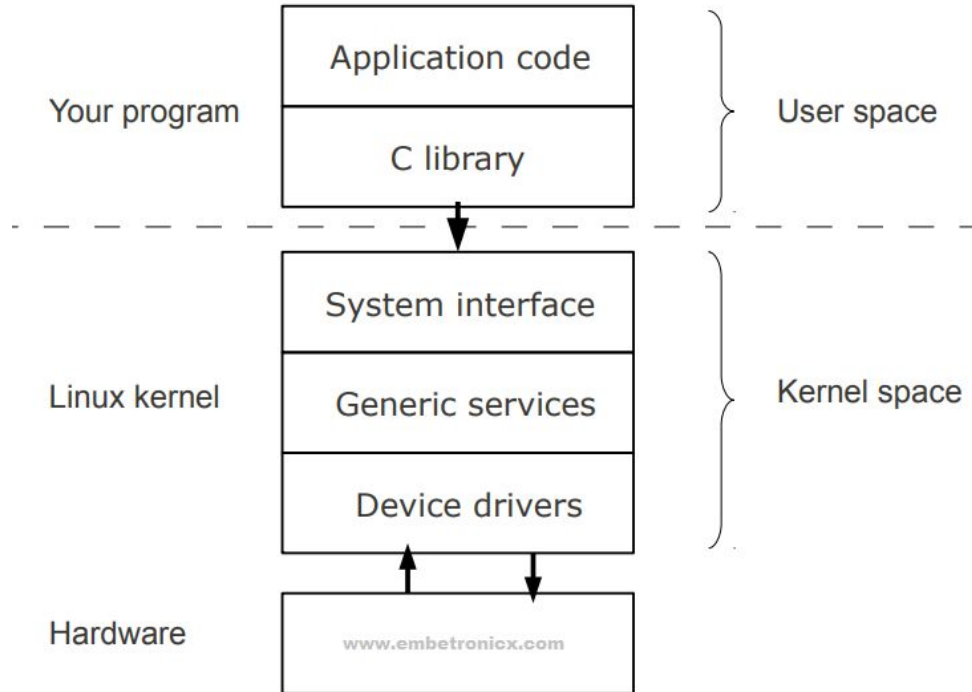 Application code
Your program
User space
C library
System interface
Linux kernel
Generic services
Kernel space
Device drivers
Hardware
www.embetronicx.com